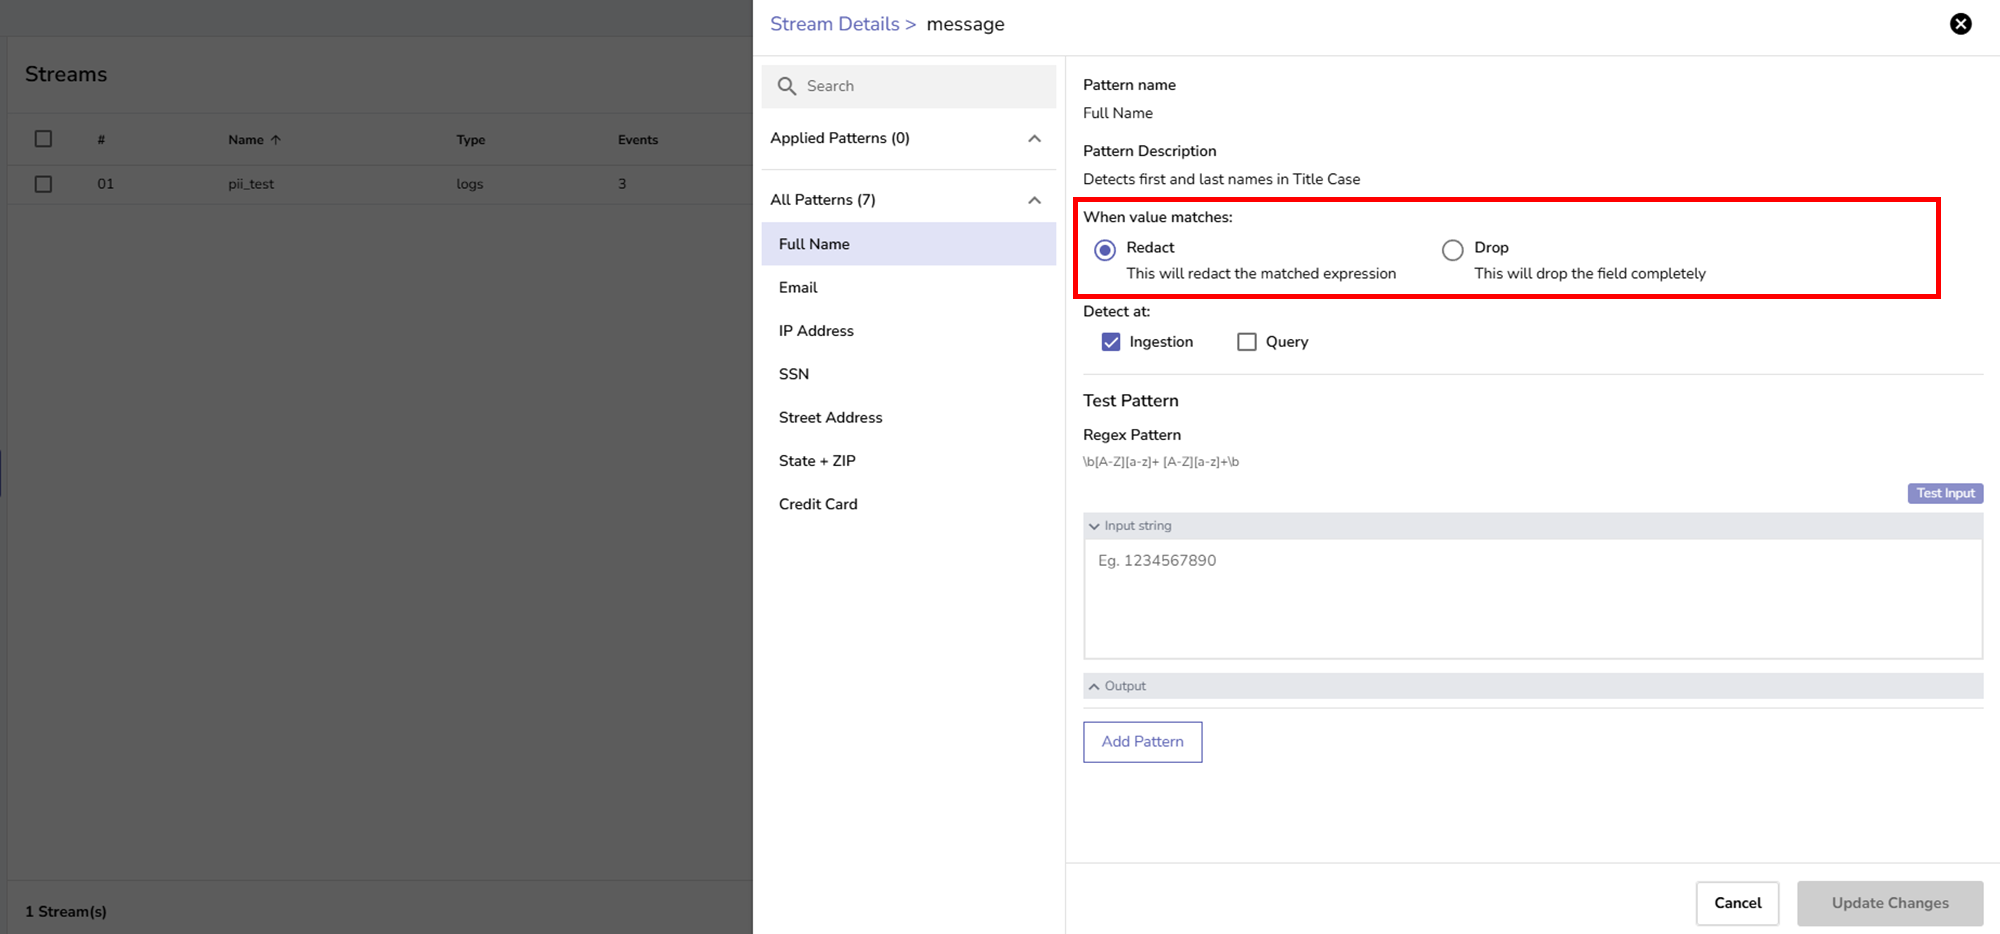 Streams
# Name Type Events
01 pii_test logs 3
1 Stream(s)
Stream Details > message
Search
Applied Patterns (0)
All Patterns (7)
Full Name
Email
IP Address
SSN
Street Address
State + ZIP
Credit Card
Pattern name
Full Name
Pattern Description
Detects first and last names in Title Case
When value matches:
Redact Drop
This will redact the matched expression This will drop the field completely
Detect at:
Ingestion Query
Test Pattern
Regex Pattern
\b[A-Z][a-z]+ [A-Z][a-z]+\b
Test Input
Input string
Eg. 1234567890
Output
Add Pattern
Cancel Update Changes